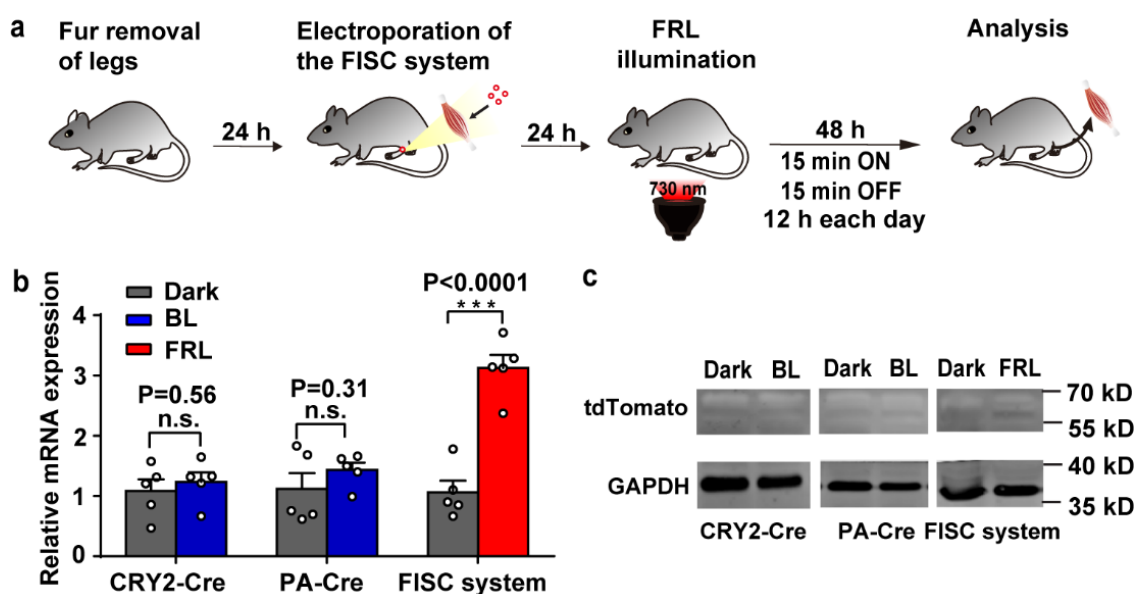 a
Fur removal
of legs
Electroporation of
the FISC system
FRL
illumination
Analysis
24 h
24 h
730 nm
48 h
15 min ON
15 min OFF
12 h each day
b
Relative mRNA expression
4
3
2
1
0
Dark
BL
FRL
P=0.56
n.s.
P=0.31
n.s.
P<0.0001
***
CRY2-Cre
PA-Cre
FISC system
c
Dark BL Dark BL Dark FRL
tdTomato
70 kD
55 kD
GAPDH
40 kD
35 kD
CRY2-Cre PA-Cre FISC system